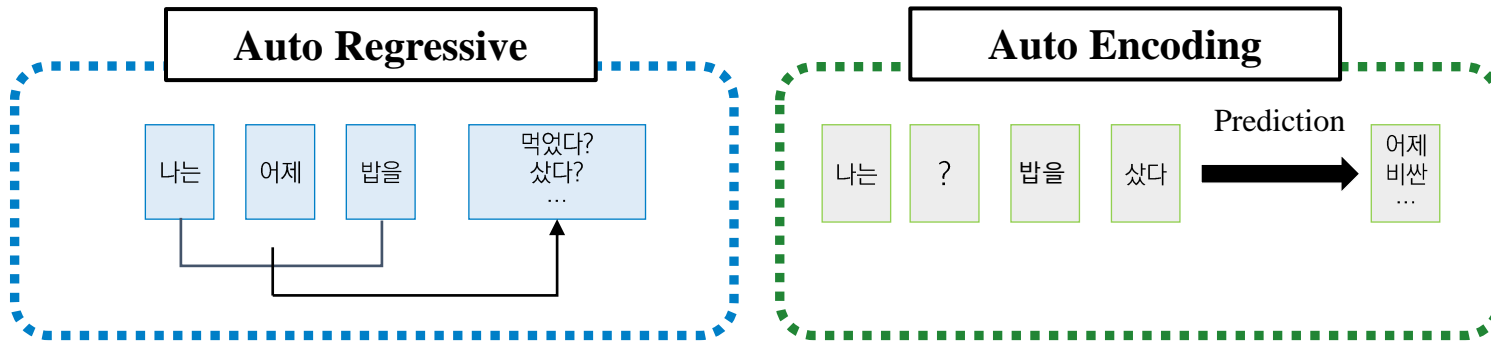 Auto Regressive
나는 어제 밥을
먹었다?
샀다?
...
Auto Encoding
나는 ? 밥을 샀다
Prediction
어제
비싼
...